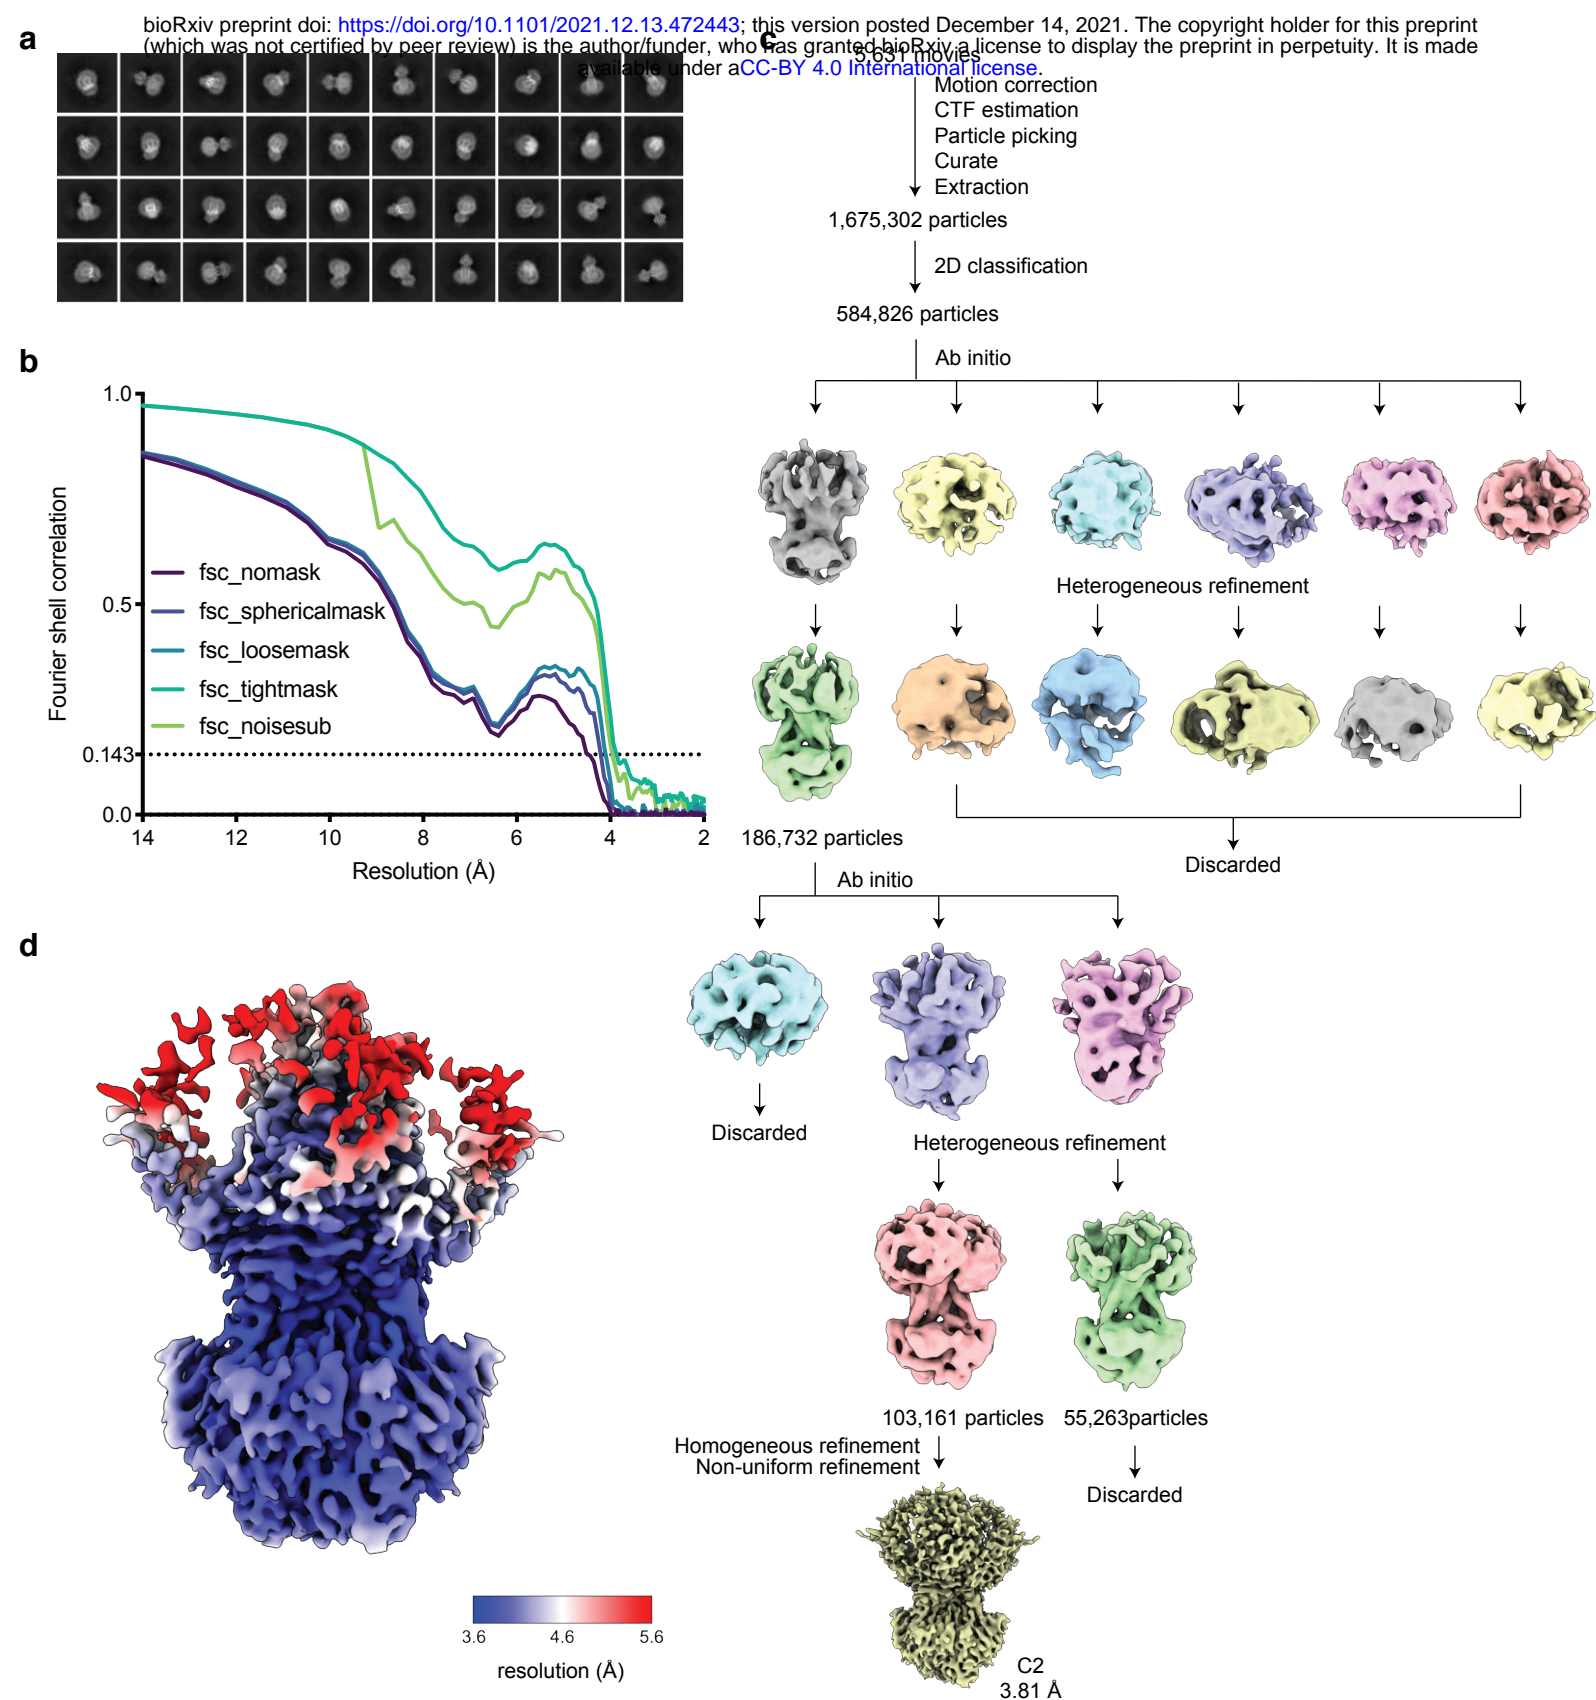 bioRxiv preprint doi: https://doi.org/10.1101/2021.12.13.472443; this version posted December 14, 2021. The copyright holder for this preprint
(which was not certified by peer review) is the author/funder, who has granted bioRxiv a license to display the preprint in perpetuity. It is made
available under aCC-BY 4.0 International license.
a
c
5,631 movies
Motion correction
CTF estimation
Particle picking
Curate
Extraction
1,675,302 particles
2D classification
584,826 particles
Ab initio
Heterogeneous refinement
186,732 particles
Discarded
Ab initio
Discarded
Heterogeneous refinement
103,161 particles
55,263particles
Homogeneous refinement
Non-uniform refinement
Discarded
C2
3.81 Å
b
Fourier shell correlation
1.0
0.5
0.143
0.0
fsc_nomask
fsc_sphericalmask
fsc_loosemask
fsc_tightmask
fsc_noisesub
14 12 10 8 6 4 2
Resolution (Å)
d
3.6 4.6 5.6
resolution (Å)